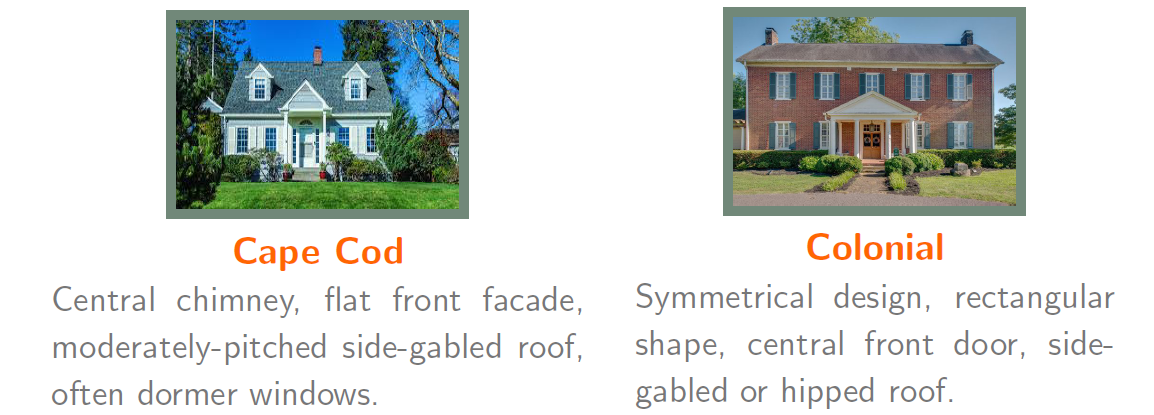 Cape Cod
Central chimney, flat front facade,
moderately-pitched side-gabled roof,
often dormer windows.
Colonial
Symmetrical design, rectangular
shape, central front door, side-
gabled or hipped roof.